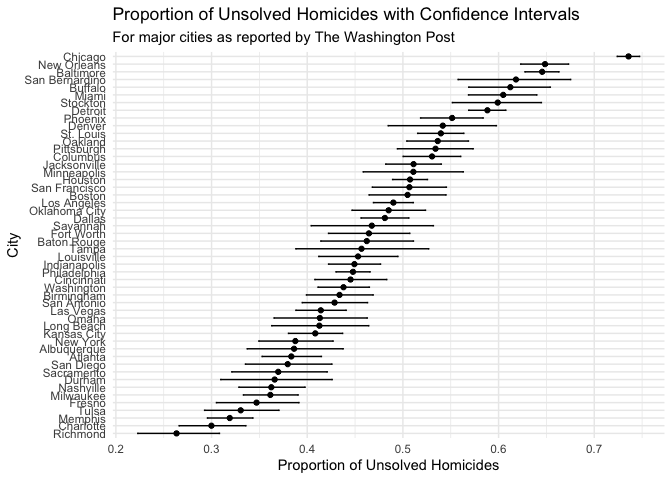 Proportion of Unsolved Homicides with Confidence Intervals
For major cities as reported by The Washington Post
City
Chicago
New Orleans
Baltimore
San Bernardino
Buffalo
Miami
Stockton
Detroit
Phoenix
Denver
St. Louis
Oakland
Pittsburgh
Columbus
Jacksonville
Minneapolis
Houston
San Francisco
Boston
Los Angeles
Oklahoma City
Dallas
Savannah
Fort Worth
Baton Rouge
Tampa
Louisville
Indianapolis
Philadelphia
Cincinnati
Washington
Birmingham
San Antonio
Las Vegas
Omaha
Long Beach
Kansas City
New York
Albuquerque
Atlanta
San Diego
Sacramento
Durham
Nashville
Milwaukee
Fresno
Tulsa
Memphis
Charlotte
Richmond
0.2 0.3 0.4 0.5 0.6 0.7
Proportion of Unsolved Homicides